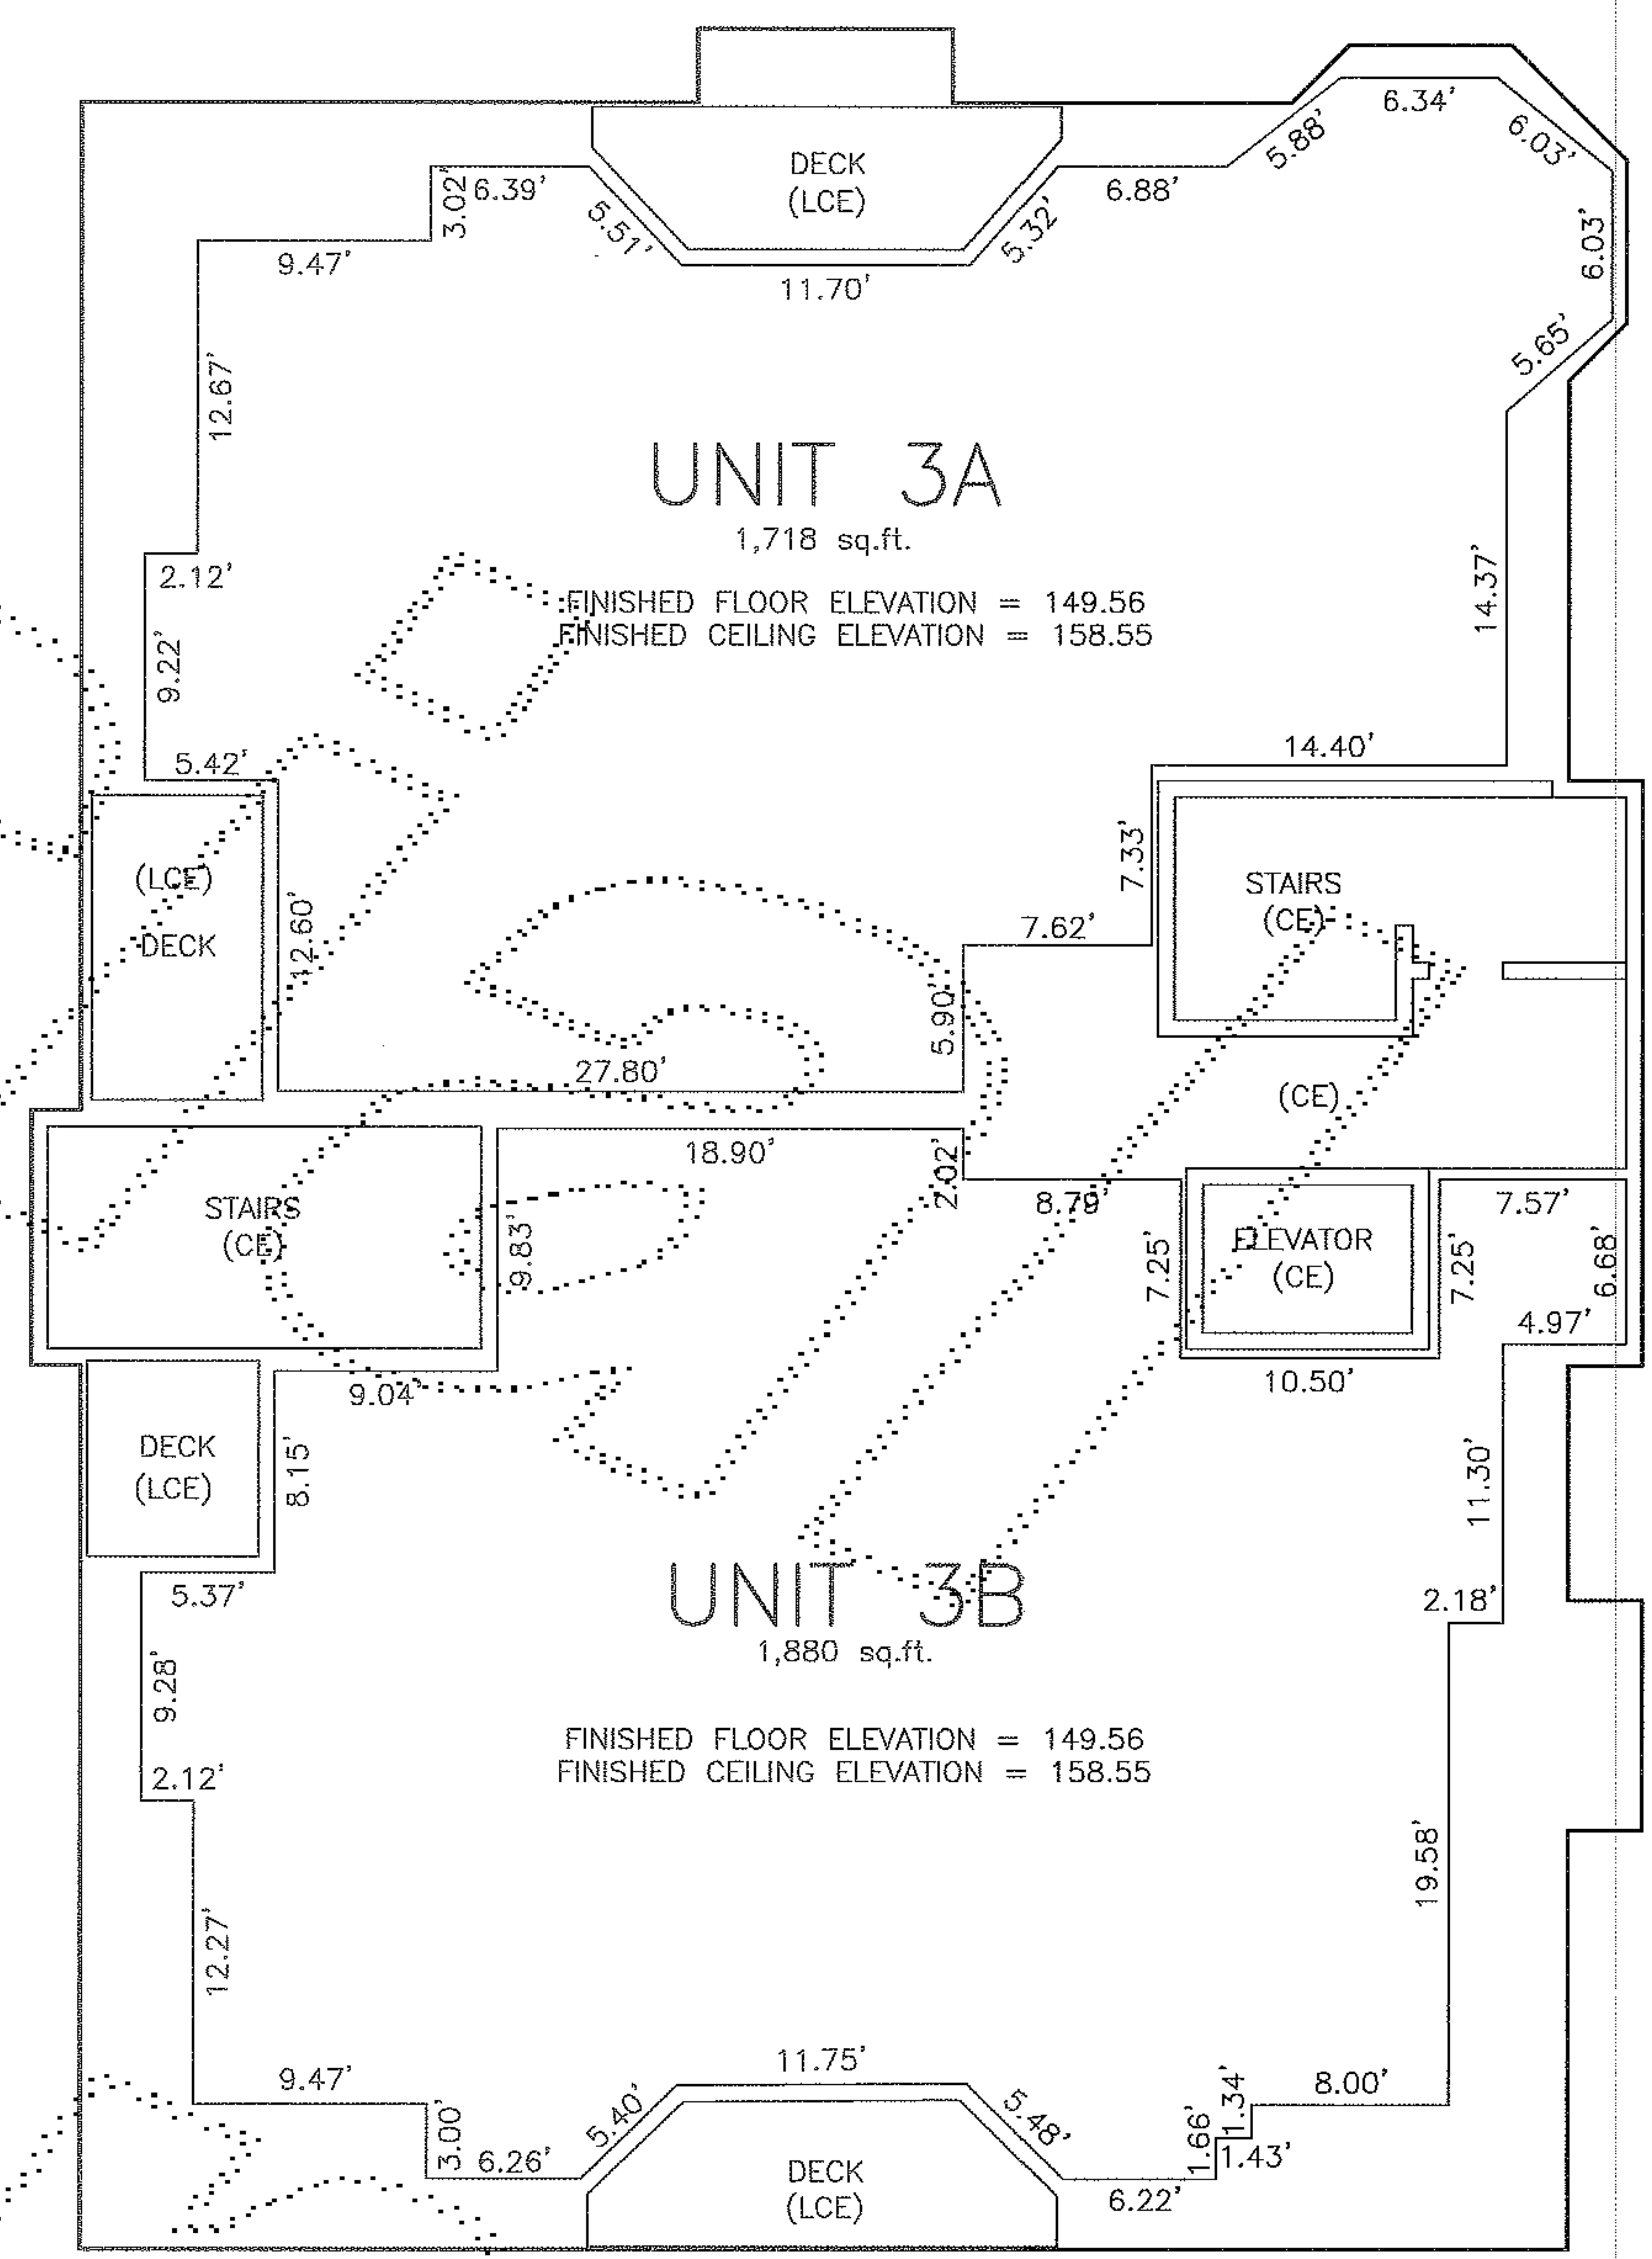 6.34'
5.88'
6.03'
DECK
(LCE)
3.02'
6.39'
6.88'
5.51'
5.32'
6.03'
9.47'
11.70'
5.65'
12.67'
UNIT 3A
1,718 sq.ft.
2.12'
14.37'
FINISHED FLOOR ELEVATION = 149.56
FINISHED CEILING ELEVATION = 158.55
9.22'
5.42'
14.40'
7.33'
(LCE)
DECK
STAIRS
(CE)
12.60'
7.62'
5.90'
27.80'
(CE)
18.90'
2.02'
8.79'
7.57'
STAIRS
(CE)
9.83'
7.25'
ELEVATOR
(CE)
7.25'
6.68'
4.97'
9.04'
10.50'
DECK
(LCE)
8.15'
11.30'
5.37'
UNIT 3B
1,880 sq.ft.
2.18'
9.28'
FINISHED FLOOR ELEVATION = 149.56
FINISHED CEILING ELEVATION = 158.55
2.12'
19.58'
12.27'
9.47'
11.75'
8.00'
3.00'
5.40'
5.48'
1.34'
1.66'
1.43'
6.26'
DECK
(LCE)
6.22'